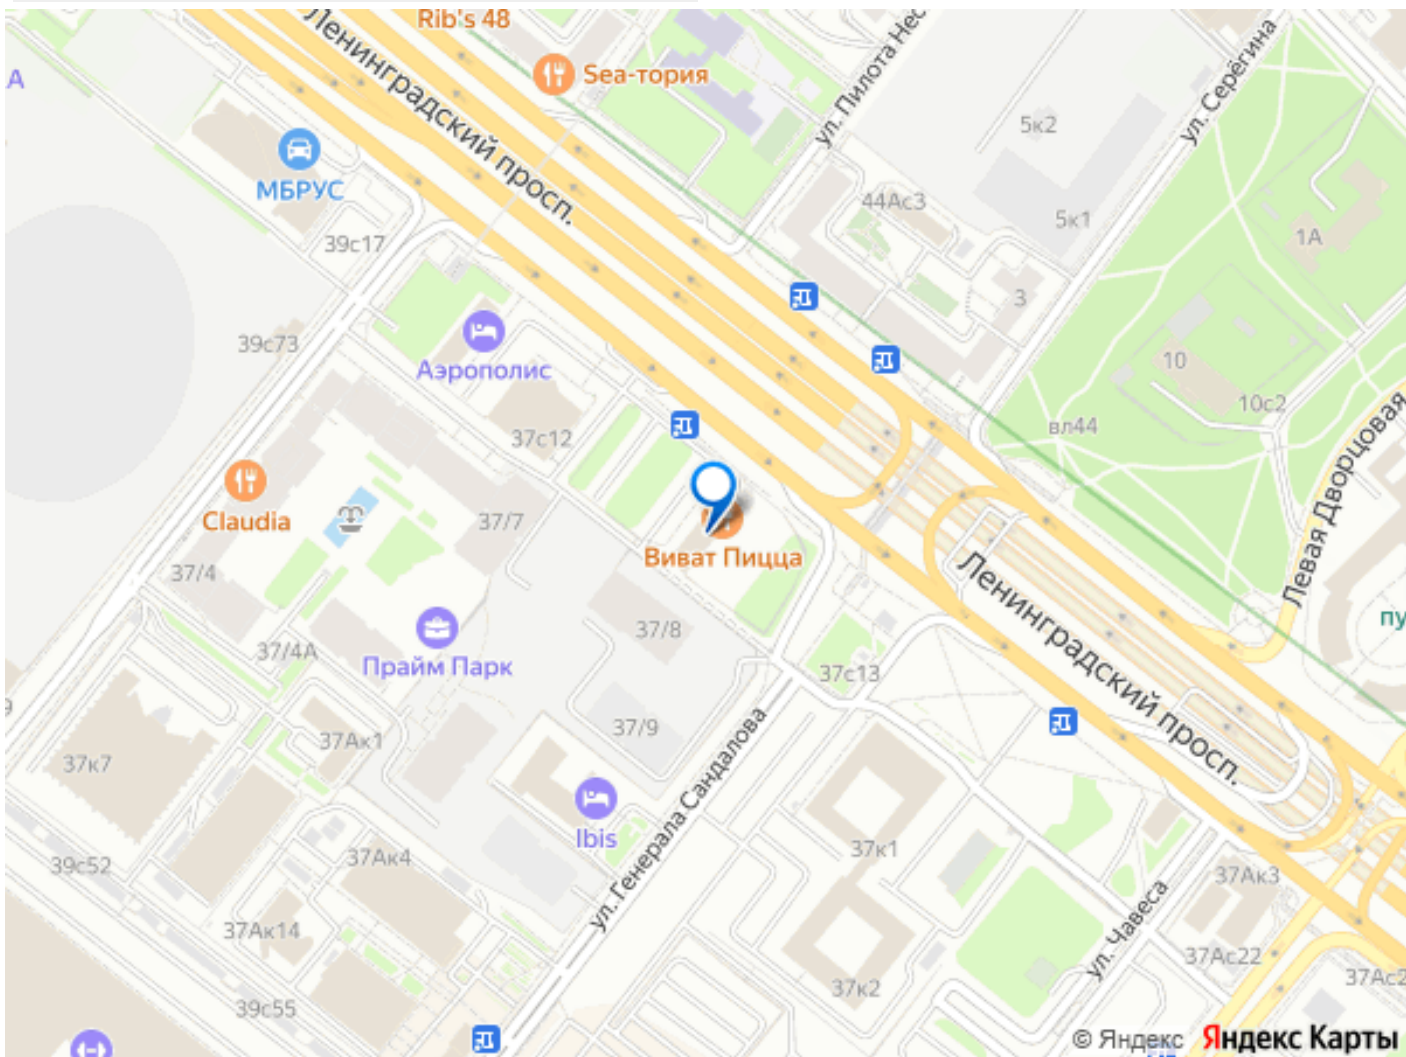 Rib's 48
Ленинградский просп.
Sea-тория
ул. Пилота Нес
ул. Серёгина
А
МБРУС
5к2
44Ас3
5к1
1А
39с17
3
39с73
Аэрополис
10
10с2
37с12
вл44
Левая Дворцовая
Claudia
37/7
Виват Пицца
37/4
Ленинградский просп.
пу
37/8
37/4А
Прайм Парк
37с13
9
37/9
37Ак1
37к7
ул. Генерала Сандалова
Ibis
37к1
37Ак4
39с52
37Ак3
ул. Чавеса
37Ак14
37Ас22
37к2
37Ас2
39с55
© Яндекс Яндекс Карты